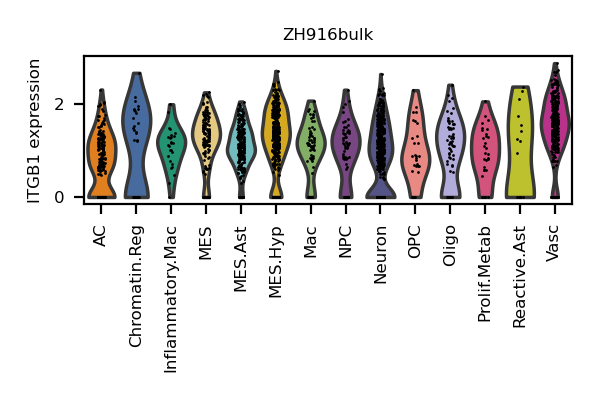 ZH916bulk
ITGB1 expression
2
0
AC
Chromatin.Reg
Inflammatory.Mac
MES
MES.Ast
MES.Hyp
Mac
NPC
Neuron
OPC
Oligo
Prolif.Metab
Reactive.Ast
Vasc